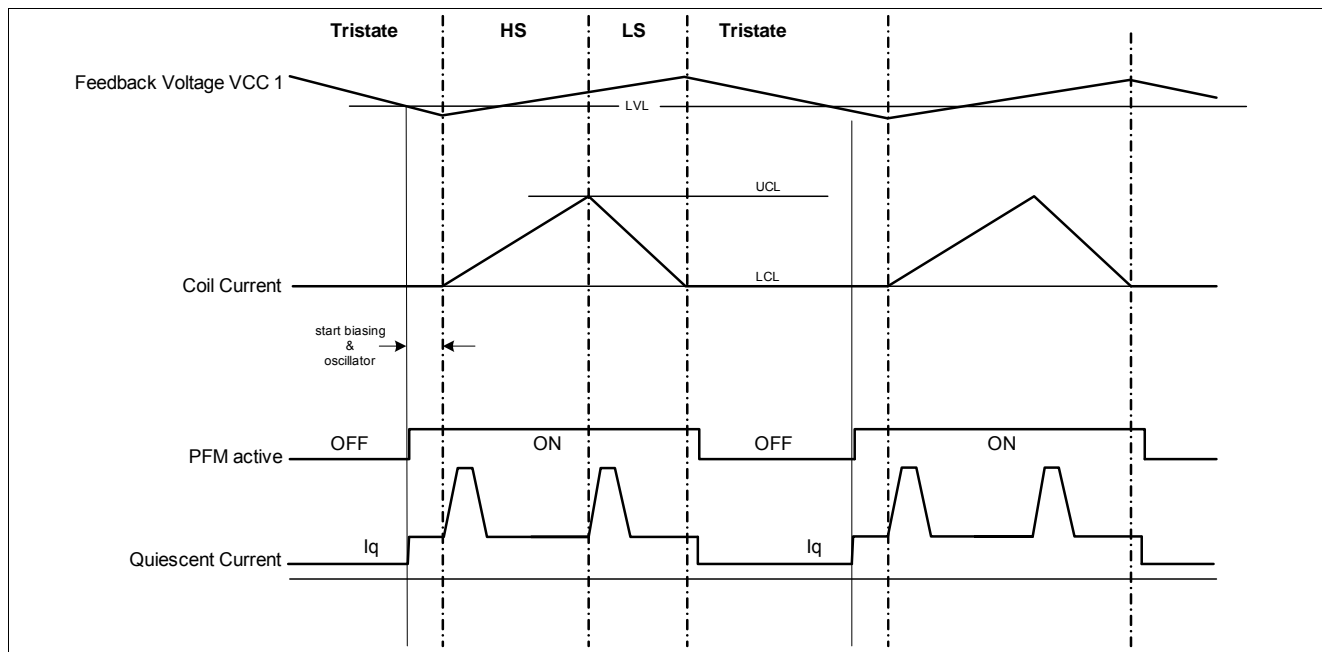 Tristate HS LS Tristate
Feedback Voltage VCC 1
LVL
UCL
Coil Current
LCL
start biasing
&
oscillator
OFF ON OFF ON
PFM active
Iq Iq
Quiescent Current